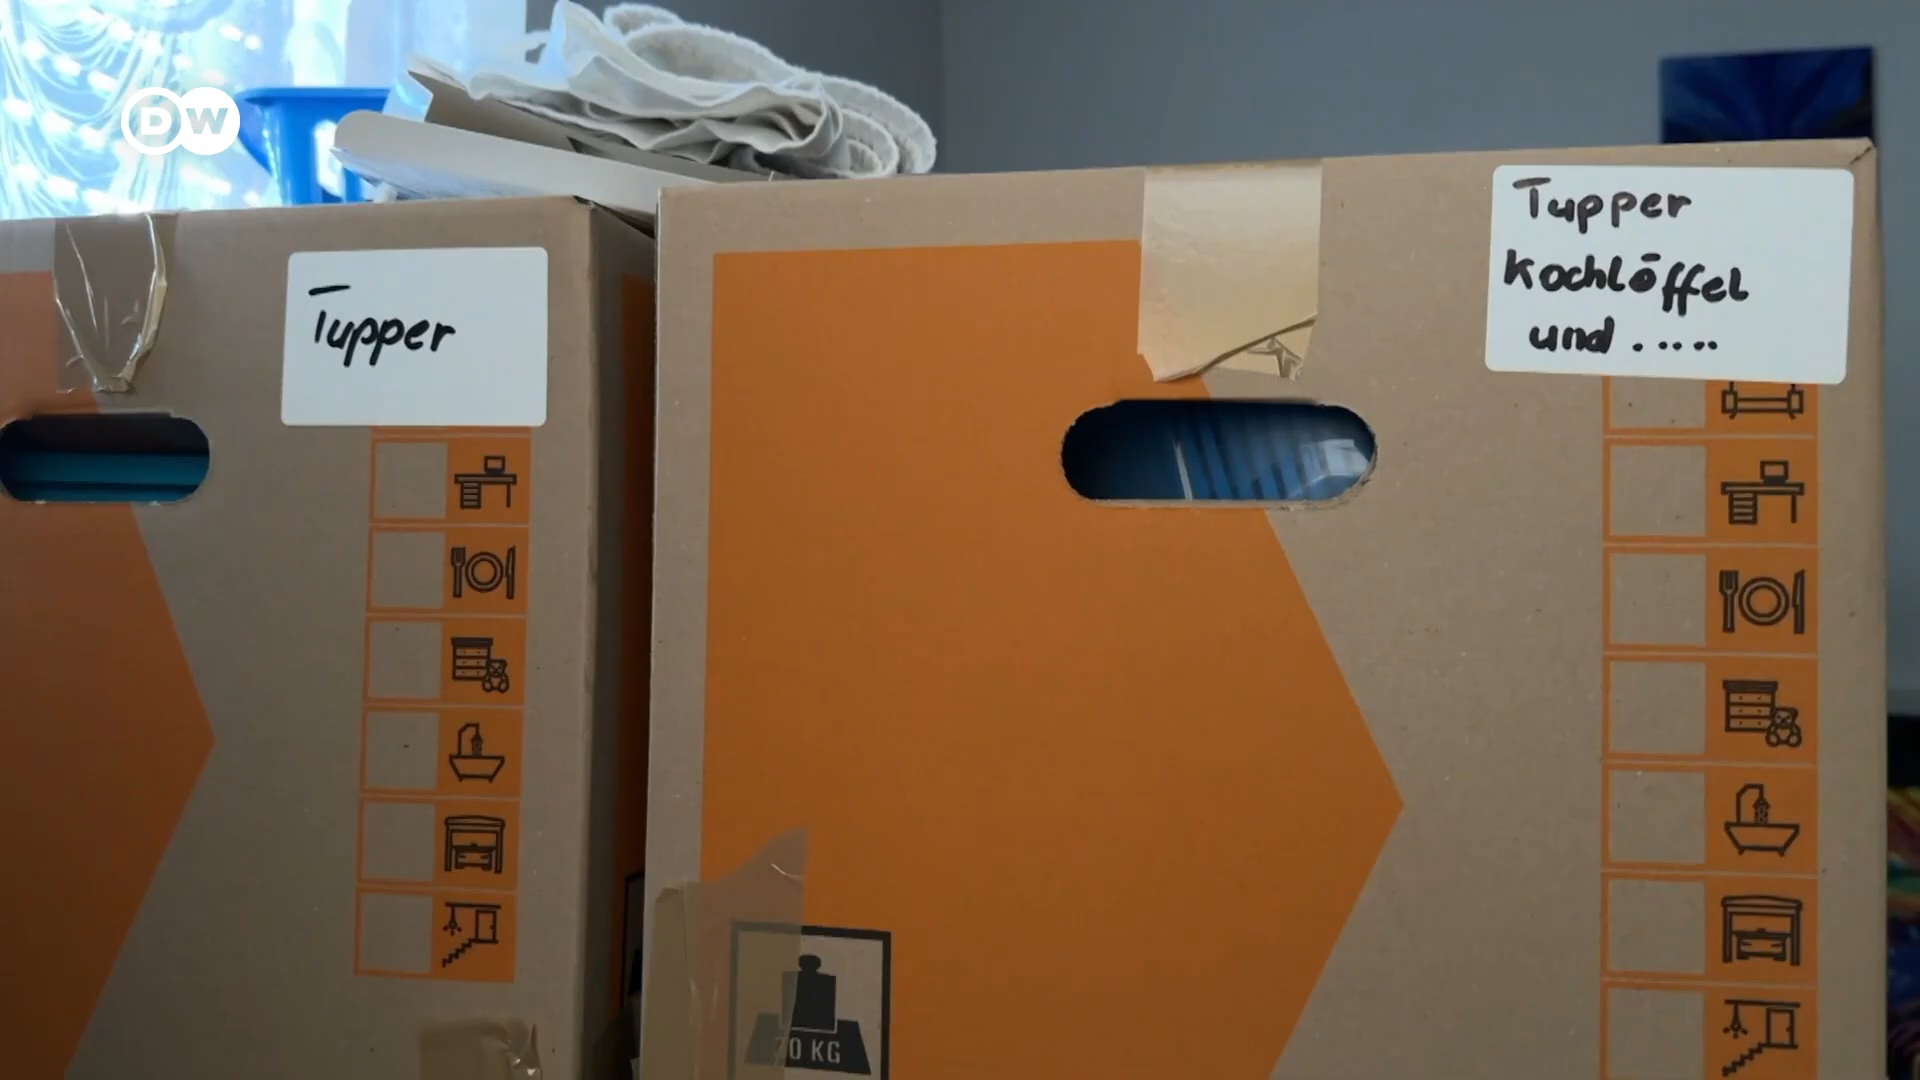 DW
Tupper
Tupper
Kochlöffel
und .....
0 KG